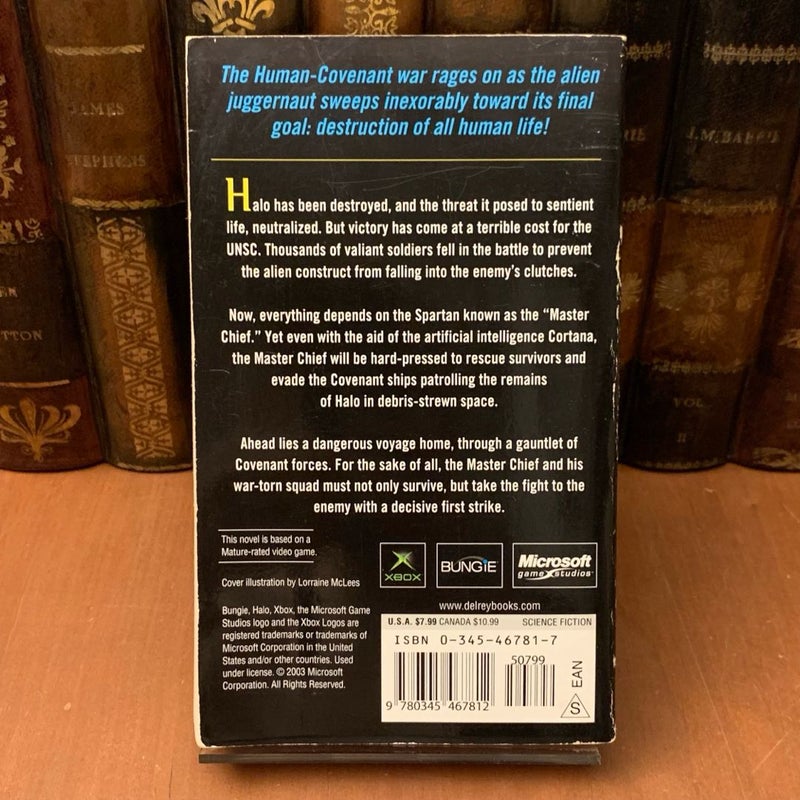 The Human-Covenant war rages on as the alien
juggernaut sweeps inexorably toward its final
goal: destruction of all human life!
Halo has been destroyed, and the threat it posed to sentient
life, neutralized. But victory has come at a terrible cost for the
UNSC. Thousands of valiant soldiers fell in the battle to prevent
the alien construct from falling into the enemy's clutches.
Now, everything depends on the Spartan known as the "Master
Chief." Yet even with the aid of the artificial intelligence Cortana,
the Master Chief will be hard-pressed to rescue survivors and
evade the Covenant ships patrolling the remains
of Halo in debris-strewn space.
Ahead lies a dangerous voyage home, through a gauntlet of
Covenant forces. For the sake of all, the Master Chief and his
war-torn squad must not only survive, but take the fight to the
enemy with a decisive first strike.
This novel is based on a
Mature-rated video game.
Cover illustration by Lorraine McLees
Bungie, Halo, Xbox, the Microsoft Game
Studios logo and the Xbox Logos are
registered trademarks or trademarks of
Microsoft Corporation in the United
States and/or other countries. Used
under license. © 2003 Microsoft
Corporation. All Rights Reserved.
XBOX
BUNGIE
Microsoft
game studios
www.delreybooks.com
U.S.A. $7.99 CANADA $10.99 SCIENCE FICTION
ISBN 0-345-46781-7
50799
9 780345 467812
S
EAN
JAMES
J.M. BARRIE
VOL.
II